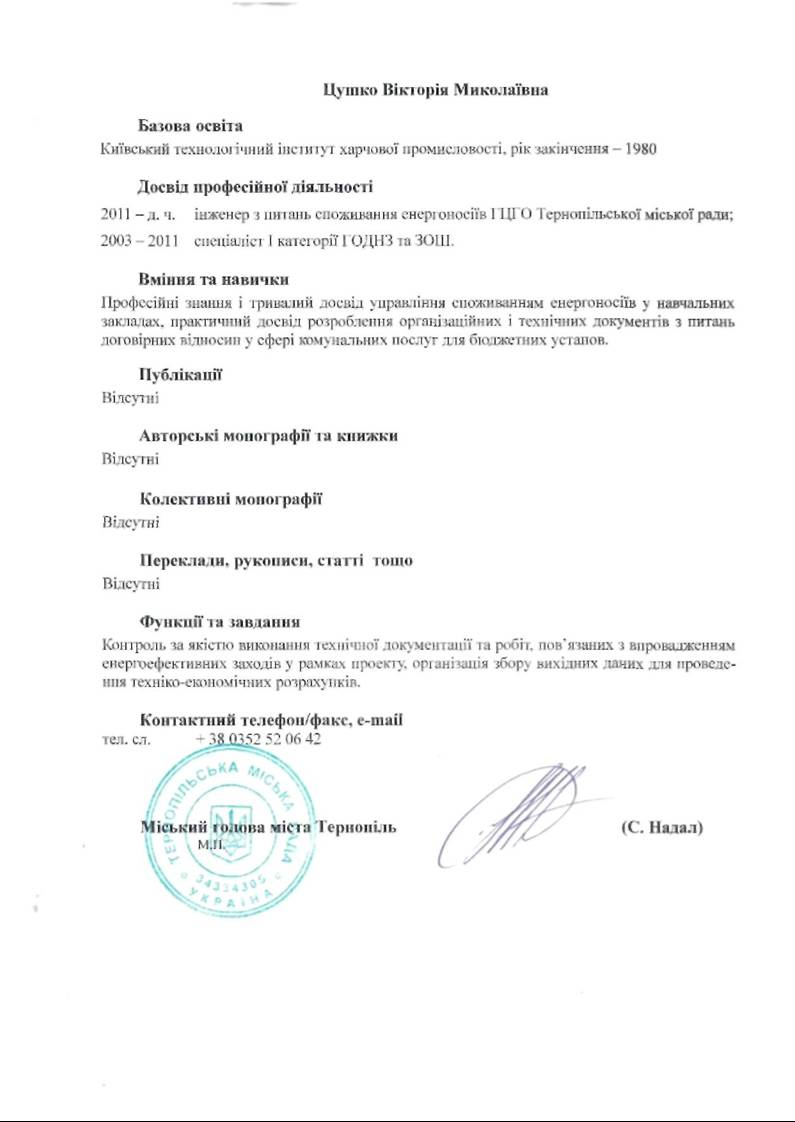 Цушко Вікторія Миколаївна
Базова освіта
Київський технологічний інститут харчової промисловості, рік закінчення – 1980
Досвід професійної діяльності
2011 – д. ч. інженер з питань споживання енергоносіїв ГЦГО Тернопільської міської ради;
2003 – 2011 спеціаліст І категорії ГОДНЗ та ЗОШ.
Вміння та навички
Професійні знання і тривалий досвід управління споживанням енергоносіїв у навчальних
закладах, практичний досвід розроблення організаційних і технічних документів з питань
договірних відносин у сфері комунальних послуг для бюджетних установ.
Публікації
Відсутні
Авторські монографії та книжки
Відсутні
Колективні монографії
Відсутні
Переклади, рукописи, статті тощо
Відсутні
Функції та завдання
Контроль за якістю виконання технічної документації та робіт, пов’язаних з впровадженням
енергоефективних заходів у рамках проекту, організація збору вихідних даних для проведе-
ння техніко-економічних розрахунків.
Контактний телефон/факс, e-mail
тел. сл. + 38 0352 52 06 42
Міський голова міста Тернопіль (С. Надал)
М.П.
ТЕРНОПІЛЬСЬКА МІСЬКА РАДА
34334305
УКРАЇНА